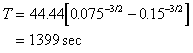 T = 44.44[0.075^{-3/2} - 0.15^{-3/2}]
= 1399 sec